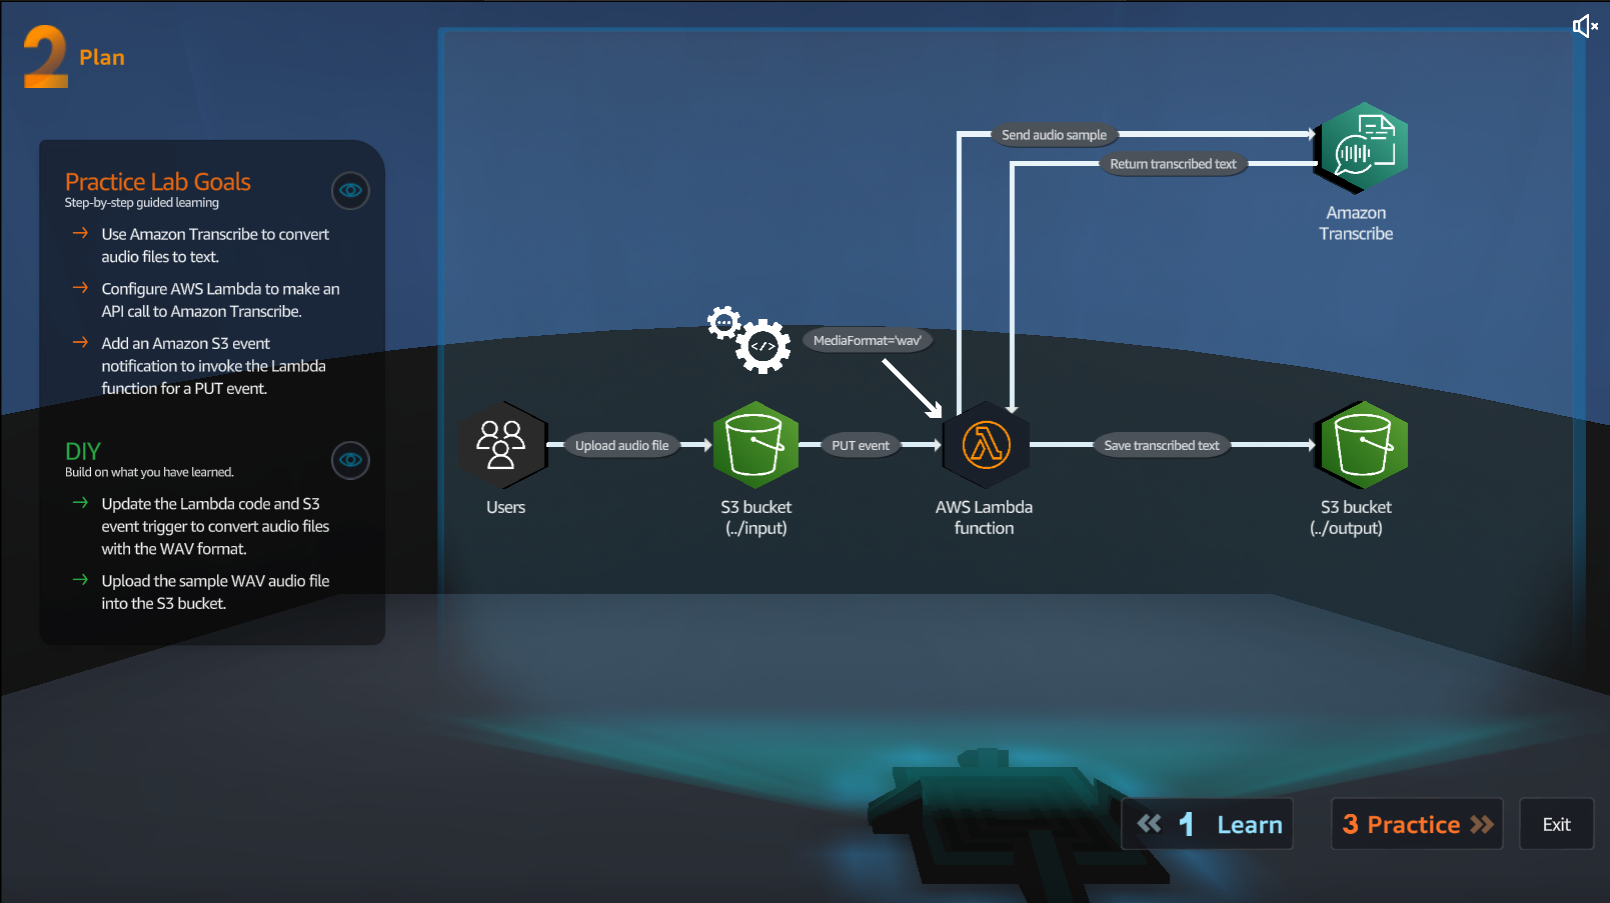 2 Plan
Practice Lab Goals
Step-by-step guided learning
Use Amazon Transcribe to convert
audio files to text.
Configure AWS Lambda to make an
API call to Amazon Transcribe.
Add an Amazon S3 event
notification to invoke the Lambda
function for a PUT event.
DIY
Build on what you have learned.
Update the Lambda code and S3
event trigger to convert audio files
with the WAV format.
Upload the sample WAV audio file
into the S3 bucket.
Send audio sample
Return transcribed text
Amazon
Transcribe
</>
MediaFormat='wav'
Upload audio file
PUT event
Save transcribed text
Users
S3 bucket
(../input)
AWS Lambda
function
S3 bucket
(../output)
1 Learn
3 Practice
Exit